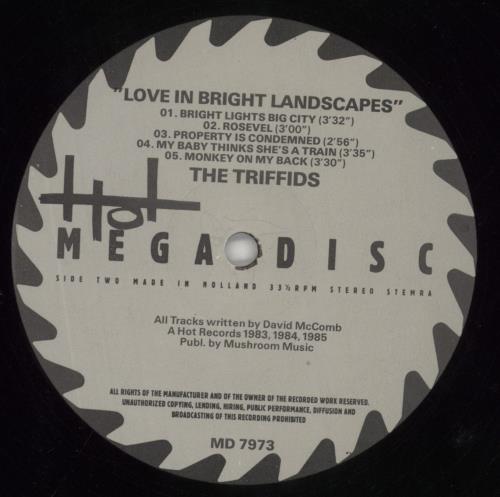 "LOVE IN BRIGHT LANDSCAPES"
01. BRIGHT LIGHTS BIG CITY (3'32")
02. ROSEVEL (3'00")
03. PROPERTY IS CONDEMNED (2'56")
04. MY BABY THINKS SHE'S A TRAIN (3'35")
05. MONKEY ON MY BACK (3'30")
THE TRIFFIDS
Hot
MEGADISC
SIDE TWO MADE IN HOLLAND 33⅓RPM STEREO STEMRA
All Tracks written by David McComb
A Hot Records 1983, 1984, 1985
Publ. by Mushroom Music
ALL RIGHTS OF THE MANUFACTURER AND OF THE OWNER OF THE RECORDED WORK RESERVED.
UNAUTHORIZED COPYING, LENDING, HIRING, PUBLIC PERFORMANCE, DIFFUSION AND
BROADCASTING OF THIS RECORDING PROHIBITED
MD 7973